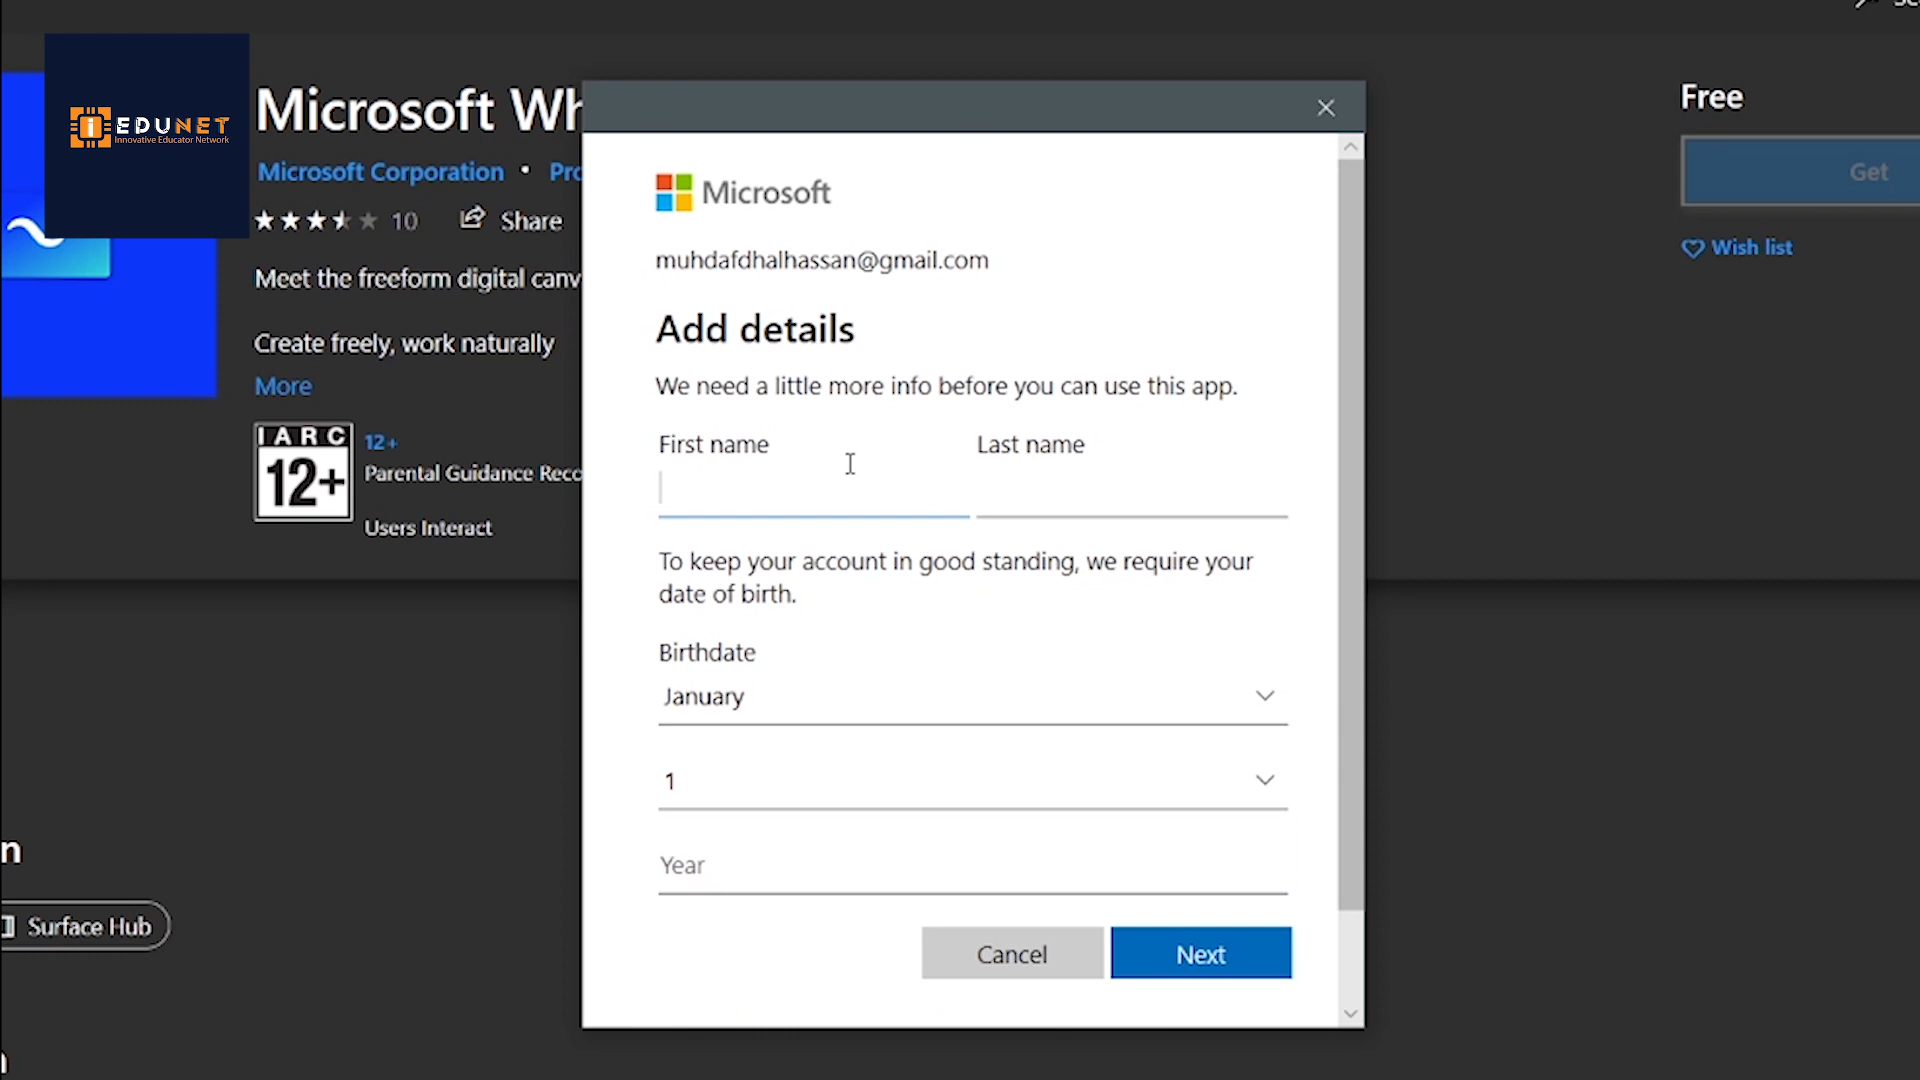 EDUNET
Innovative Educator Network
Microsoft Wh
Microsoft Corporation • Pro
10 Share
Meet the freeform digital canv
Create freely, work naturally
More
IARC
12+
12+
Parental Guidance Reco
Users Interact
Surface Hub
Microsoft
muhdafdhalhassan@gmail.com
Add details
We need a little more info before you can use this app.
First name Last name
To keep your account in good standing, we require your
date of birth.
Birthdate
January
1
Year
Cancel Next
Free
Get
Wish list